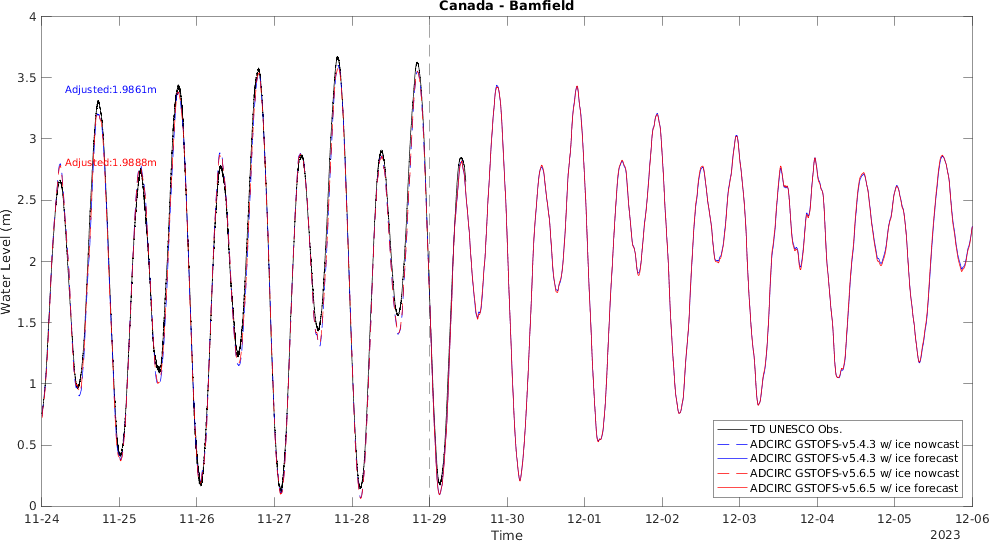 Canada - Bamfield
4
3.5
3
2.5
2
1.5
1
0.5
0
Water Level (m)
Adjusted:1.9861m
Adjusted:1.9888m
TD UNESCO Obs.
ADCIRC GSTOFS-v5.4.3 w/ ice nowcast
ADCIRC GSTOFS-v5.4.3 w/ ice forecast
ADCIRC GSTOFS-v5.6.5 w/ ice nowcast
ADCIRC GSTOFS-v5.6.5 w/ ice forecast
11-24 11-25 11-26 11-27 11-28 11-29 11-30 12-01 12-02 12-03 12-04 12-05 12-06
Time
2023